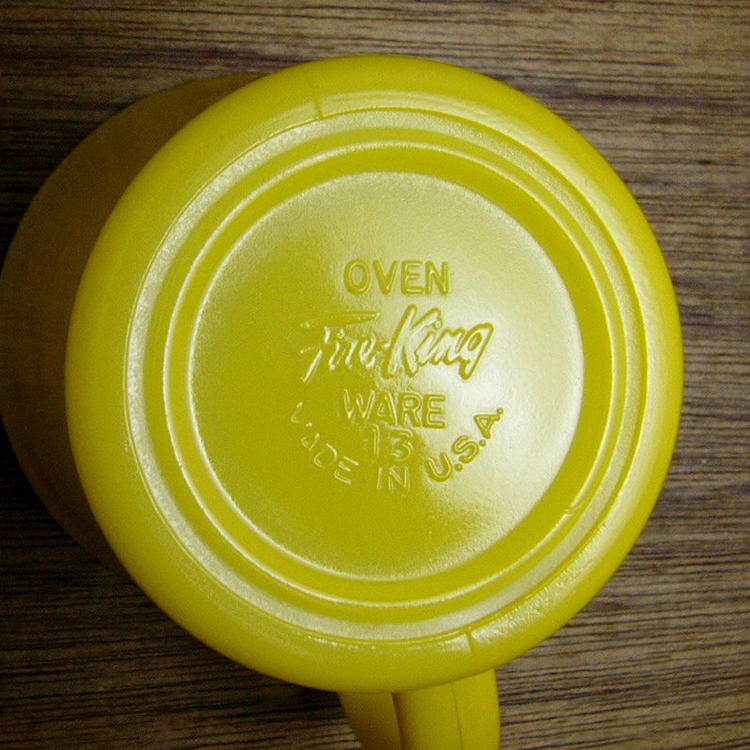 OVEN
Fire-King
WARE
13
MADE IN U.S.A.